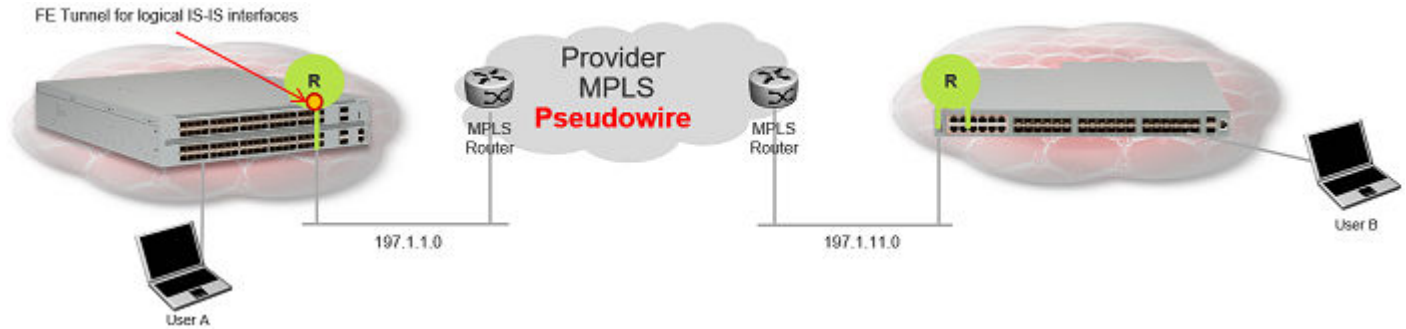 FE Tunnel for logical IS-IS interfaces
R
Provider
MPLS
Pseudowire
R
MPLS
Router
MPLS
Router
197.1.1.0
197.1.11.0
User A
User B